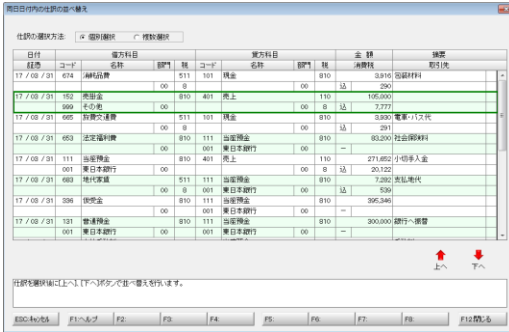 同日日付内の仕訳の並べ替え
仕訳の選択方法: 個別選択 複数選択
日付 借方科目 貸方科目 金 額 摘要
証憑 コード 名称 部門 税 コード 名称 部門 税 消費税 取引先
17 / 03 / 31 674 消耗品費 511 101 現金 810 3,916 包装材料
00 8 00 込 290
17 / 03 / 31 152 売掛金 810 401 売上 110 105,000
999 その他 00 00 8 込 7,777
17 / 03 / 31 665 旅費交通費 511 101 現金 810 3,930 電車・バス代
00 8 00 込 291
17 / 03 / 31 653 法定福利費 810 111 当座預金 810 83,200 社会保険料
00 001 東日本銀行 00 −
17 / 03 / 31 111 当座預金 810 401 売上 110 271,652 小切手入金
001 東日本銀行 00 00 8 込 20,122
17 / 03 / 31 683 地代家賃 511 111 当座預金 810 7,282 支払地代
00 8 001 東日本銀行 00 込 539
17 / 03 / 31 336 仮受金 810 111 当座預金 810 395,346
00 001 東日本銀行 00 −
17 / 03 / 31 131 普通預金 810 111 当座預金 810 300,000 銀行へ振替
001 東日本銀行 00 001 東日本銀行 00 −
上へ 下へ
仕訳を選択後に[上へ]、[下へ]ボタンで並べ替えを行います。
ESC:キャンセル F1:ヘルプ F2: F3: F4: F5: F6: F7: F8: F12:閉じる